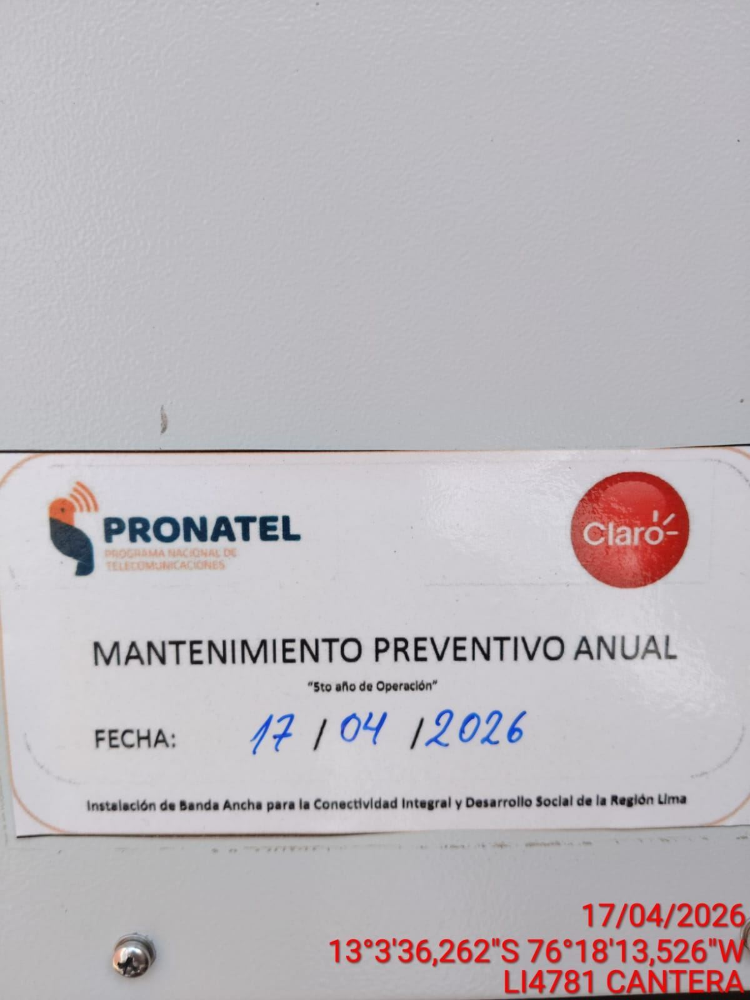 PRONATEL
PROGRAMA NACIONAL DE
TELECOMUNICACIONES
Claro
MANTENIMIENTO PREVENTIVO ANUAL
"5to año de Operación"
FECHA: 17 / 04 / 2026
Instalación de Banda Ancha para la Conectividad Integral y Desarrollo Social de la Región Lima
17/04/2026
13°3'36,262"S 76°18'13,526"W
LI4781 CANTERA